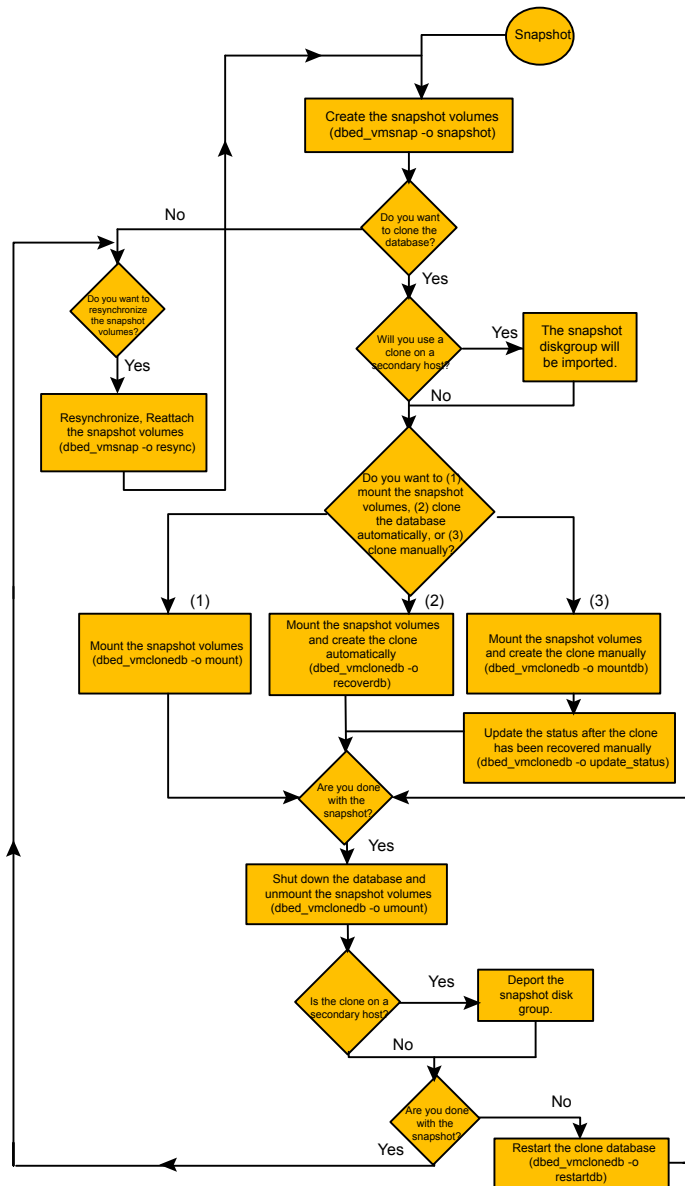 Snapshot
Create the snapshot volumes
(dbed_vmsnap -o snapshot)
No
Do you want
to clone the
database?
Yes
Do you want to
resynchronize
the snapshot
volumes?
Yes
Will you use a
clone on a
secondary host?
Yes
The snapshot
diskgroup will
be imported.
No
Resynchronize, Reattach
the snapshot volumes
(dbed_vmsnap -o resync)
Do you want to (1)
mount the snapshot
volumes, (2) clone
the database
automatically, or (3)
clone manually?
(1)
(2)
(3)
Mount the snapshot volumes
(dbed_vmclonedb -o mount)
Mount the snapshot volumes
and create the clone
automatically
(dbed_vmclonedb -o
recoverdb)
Mount the snapshot volumes
and create the clone manually
(dbed_vmclonedb -o mountdb)
Update the status after the clone
has been recovered manually
(dbed_vmclonedb -o update_status)
Are you done
with the
snapshot?
Yes
Shut down the database and
unmount the snapshot volumes
(dbed_vmclonedb -o umount)
Is the clone on a
secondary host?
Yes
Deport the
snapshot disk
group.
No
Are you done
with the
snapshot?
No
Yes
Restart the clone database
(dbed_vmclonedb -o
restartdb)